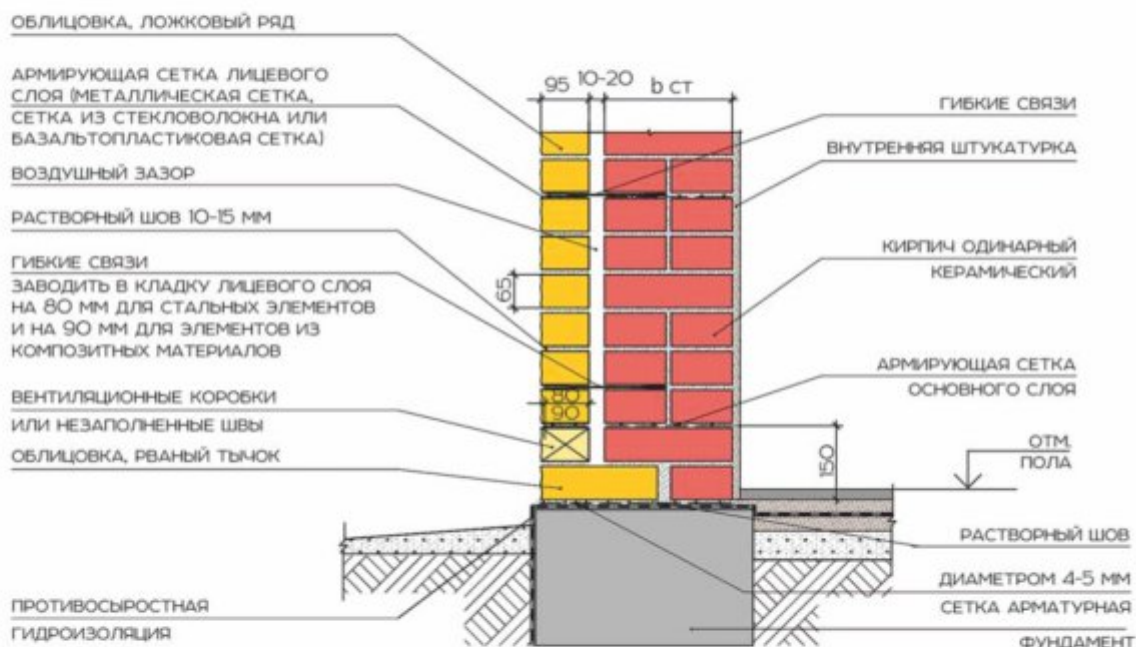 ОБЛИЦОВКА, ЛОЖКОВЫЙ РЯД
АРМИРУЮЩАЯ СЕТКА ЛИЦЕВОГО
СЛОЯ (МЕТАЛЛИЧЕСКАЯ СЕТКА,
СЕТКА ИЗ СТЕКЛОВОЛОКНА ИЛИ
БАЗАЛЬТОПЛАСТИКОВАЯ СЕТКА)
ВОЗДУШНЫЙ ЗАЗОР
РАСТВОРНЫЙ ШОВ 10-15 ММ
ГИБКИЕ СВЯЗИ
ЗАВОДИТЬ В КЛАДКУ ЛИЦЕВОГО СЛОЯ
НА 80 ММ ДЛЯ СТАЛЬНЫХ ЭЛЕМЕНТОВ
И НА 90 ММ ДЛЯ ЭЛЕМЕНТОВ ИЗ
КОМПОЗИТНЫХ МАТЕРИАЛОВ
ВЕНТИЛЯЦИОННЫЕ КОРОБКИ
ИЛИ НЕЗАПОЛНЕННЫЕ ШВЫ
ОБЛИЦОВКА, РВАНЫЙ ТЫЧОК
ПРОТИВОСЫРОСТНАЯ
ГИДРОИЗОЛЯЦИЯ
95 10-20 b ст
65
80
90
150
ГИБКИЕ СВЯЗИ
ВНУТРЕННЯЯ ШТУКАТУРКА
КИРПИЧ ОДИНАРНЫЙ
КЕРАМИЧЕСКИЙ
АРМИРУЮЩАЯ СЕТКА
ОСНОВНОГО СЛОЯ
ОТМ.
ПОЛА
РАСТВОРНЫЙ ШОВ
ДИАМЕТРОМ 4-5 ММ
СЕТКА АРМАТУРНАЯ
ФУНДАМЕНТ